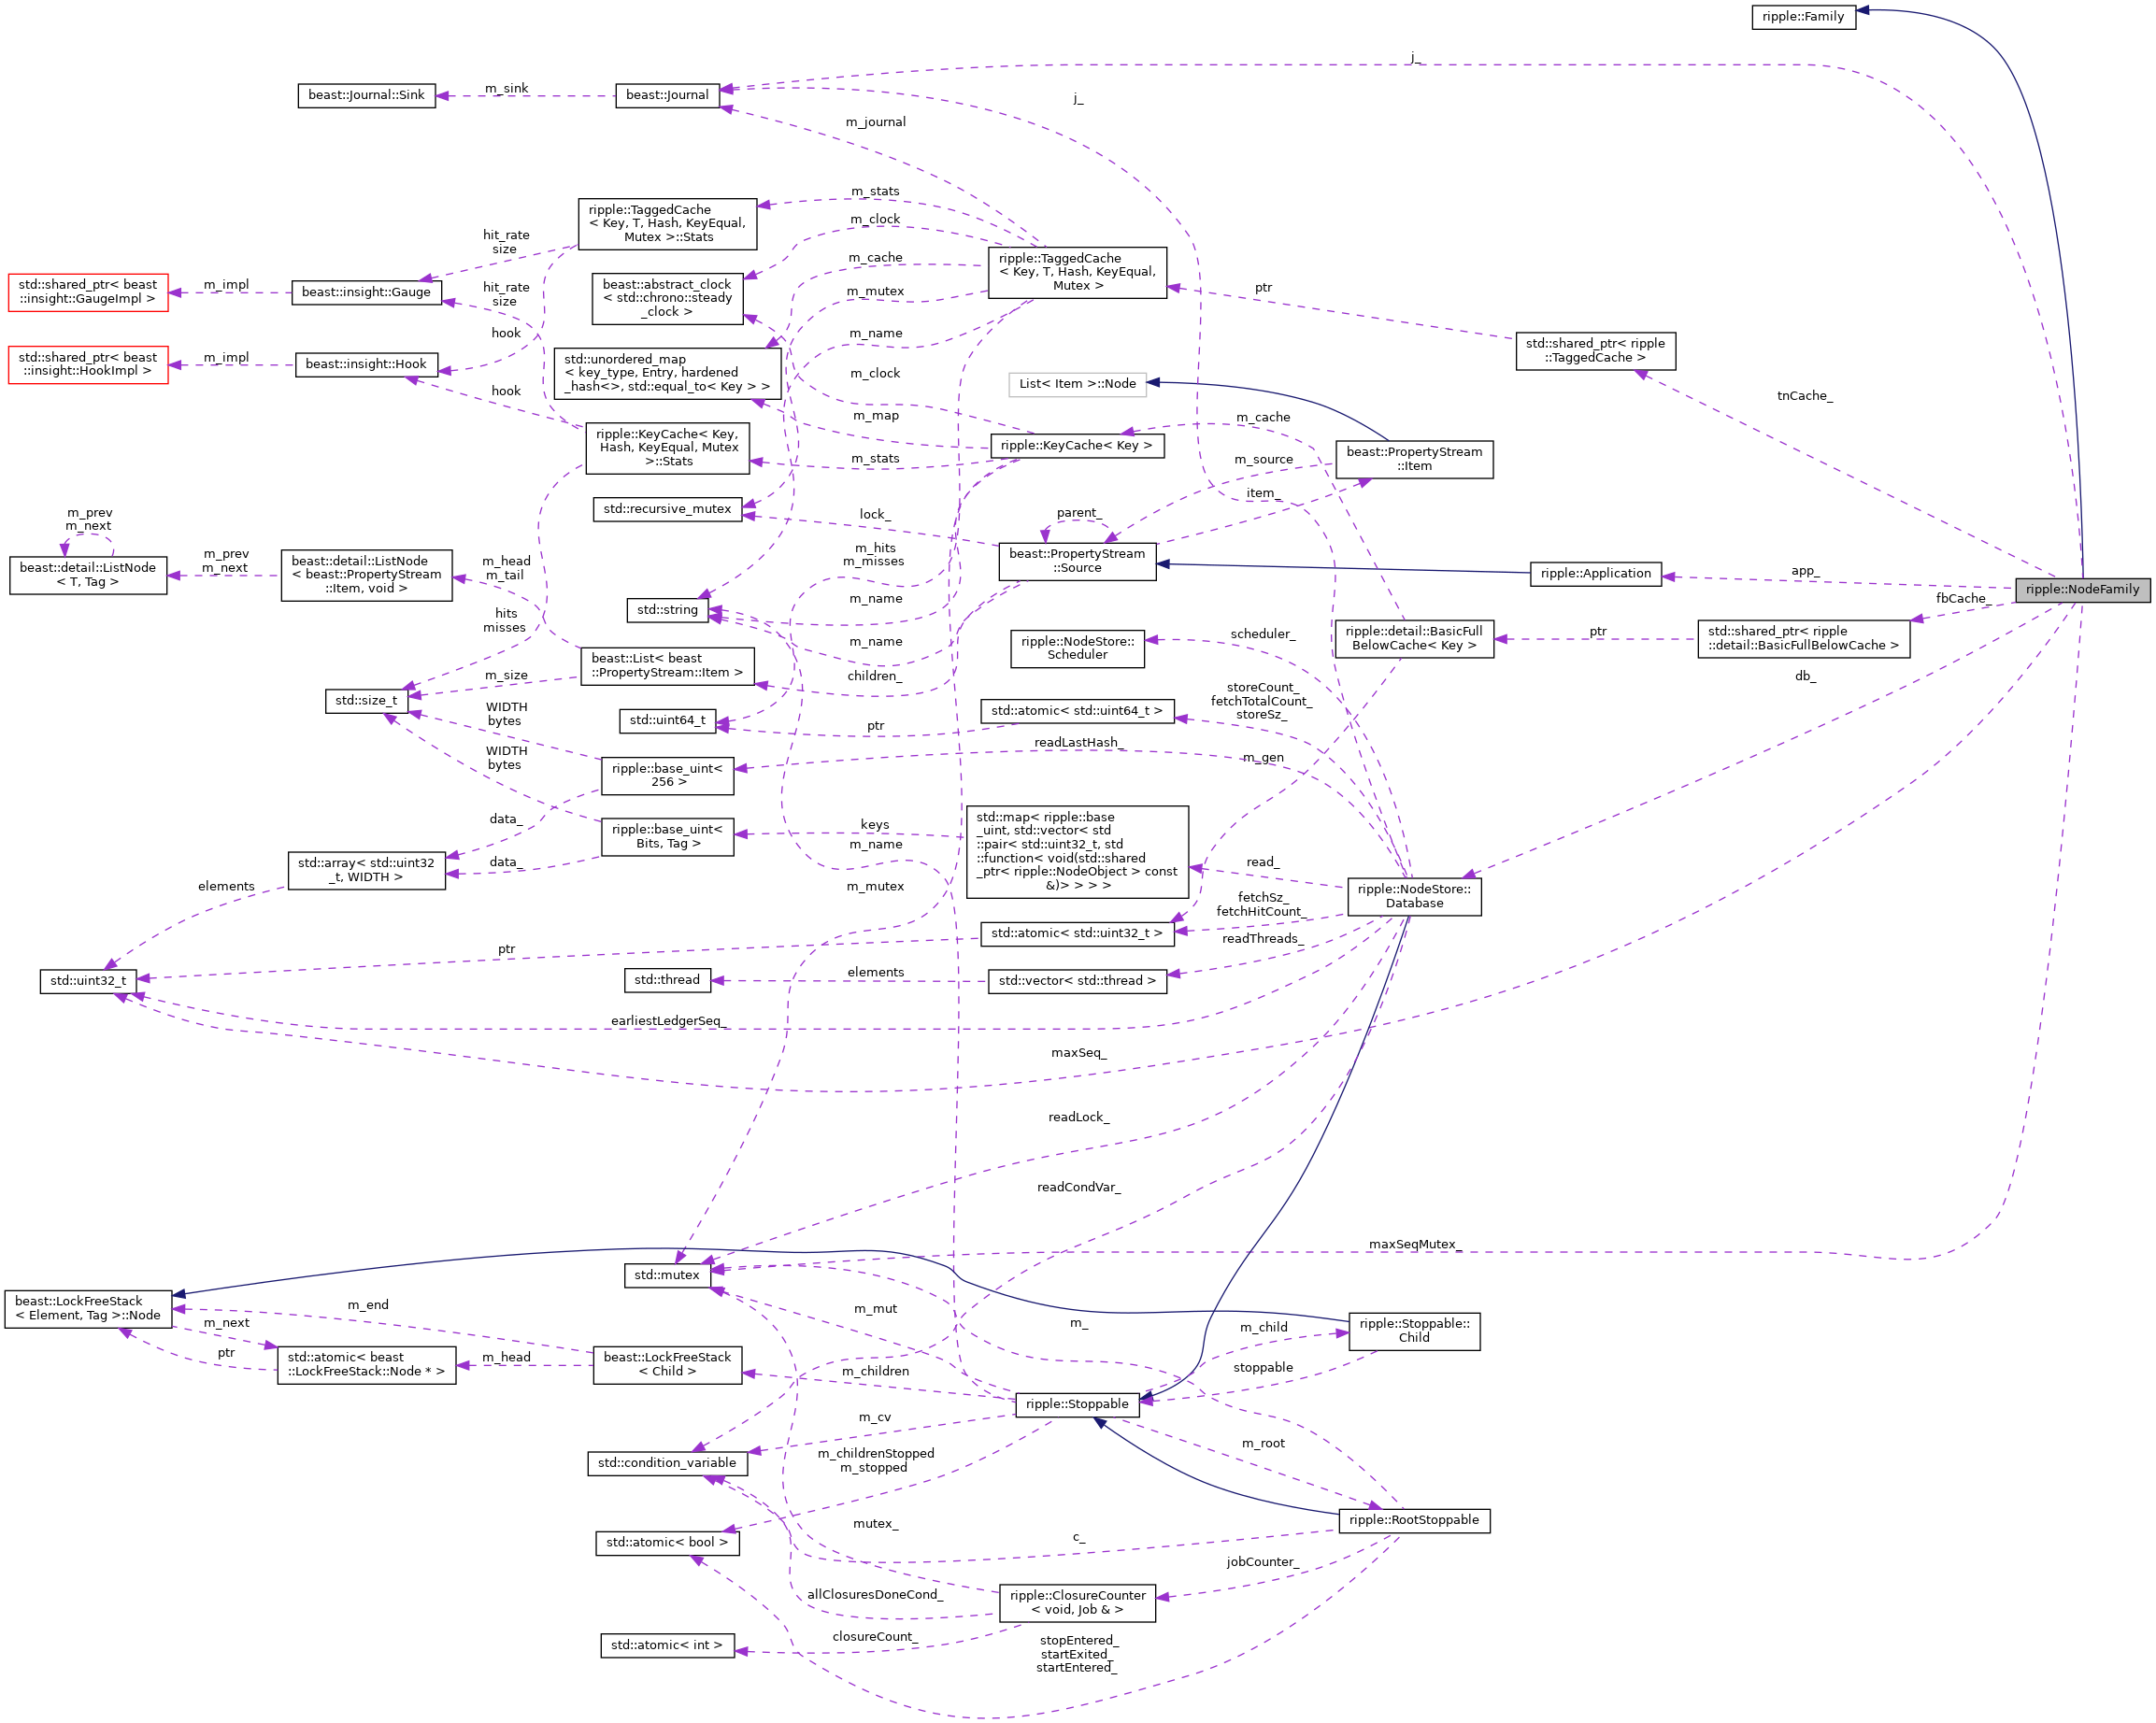 ripple::Family
j_
beast::Journal::Sink
m_sink
beast::Journal
j_
m_journal
m_stats
ripple::TaggedCache
< Key, T, Hash, KeyEqual,
Mutex >::Stats
m_clock
hit_rate
size
m_cache
ripple::TaggedCache
< Key, T, Hash, KeyEqual,
Mutex >
std::shared_ptr< beast
::insight::GaugeImpl >
m_impl
beast::insight::Gauge
beast::abstract_clock
< std::chrono::steady
_clock >
m_mutex
ptr
hit_rate
size
hook
m_name
std::shared_ptr< ripple
::TaggedCache >
std::shared_ptr< beast
::insight::HookImpl >
m_impl
beast::insight::Hook
std::unordered_map
< key_type, Entry, hardened
_hash<>, std::equal_to< Key > >
m_clock
List< Item >::Node
hook
tnCache_
m_map
m_cache
ripple::KeyCache< Key,
Hash, KeyEqual, Mutex
>::Stats
m_stats
ripple::KeyCache< Key >
beast::PropertyStream
::Item
m_source
item_
std::recursive_mutex
lock_
parent_
m_prev
m_next
beast::detail::ListNode
< T, Tag >
m_prev
m_next
beast::detail::ListNode
< beast::PropertyStream
::Item, void >
m_head
m_tail
m_hits
m_misses
beast::PropertyStream
::Source
ripple::Application
app_
ripple::NodeFamily
hits
misses
std::string
m_name
fbCache_
m_name
ripple::NodeStore::
Scheduler
scheduler_
ripple::detail::BasicFull
BelowCache< Key >
ptr
std::shared_ptr< ripple
::detail::BasicFullBelowCache >
beast::List< beast
::PropertyStream::Item >
m_size
children_
db_
std::size_t
WIDTH
bytes
std::uint64_t
ptr
std::atomic< std::uint64_t >
storeCount_
fetchTotalCount_
storeSz_
WIDTH
bytes
readLastHash_
m_gen
ripple::base_uint<
256 >
data_
ripple::base_uint<
Bits, Tag >
keys
m_name
std::map< ripple::base
_uint, std::vector< std
::pair< std::uint32_t, std
::function< void(std::shared
_ptr< ripple::NodeObject > const
&)> > > >
read_
data_
std::array< std::uint32
_t, WIDTH >
elements
m_mutex
ripple::NodeStore::
Database
fetchSz_
fetchHitCount_
std::atomic< std::uint32_t >
ptr
readThreads_
std::uint32_t
std::thread
elements
std::vector< std::thread >
earliestLedgerSeq_
maxSeq_
readLock_
readCondVar_
maxSeqMutex_
std::mutex
beast::LockFreeStack
< Element, Tag >::Node
m_end
m_next
ptr
m_mut
m_
m_child
ripple::Stoppable::
Child
std::atomic< beast
::LockFreeStack::Node * >
m_head
beast::LockFreeStack
< Child >
m_children
stoppable
ripple::Stoppable
m_cv
m_root
std::condition_variable
m_childrenStopped
m_stopped
mutex_
c_
ripple::RootStoppable
std::atomic< bool >
jobCounter_
allClosuresDoneCond_
ripple::ClosureCounter
< void, Job & >
std::atomic< int >
closureCount_
stopEntered_
startExited_
startEntered_